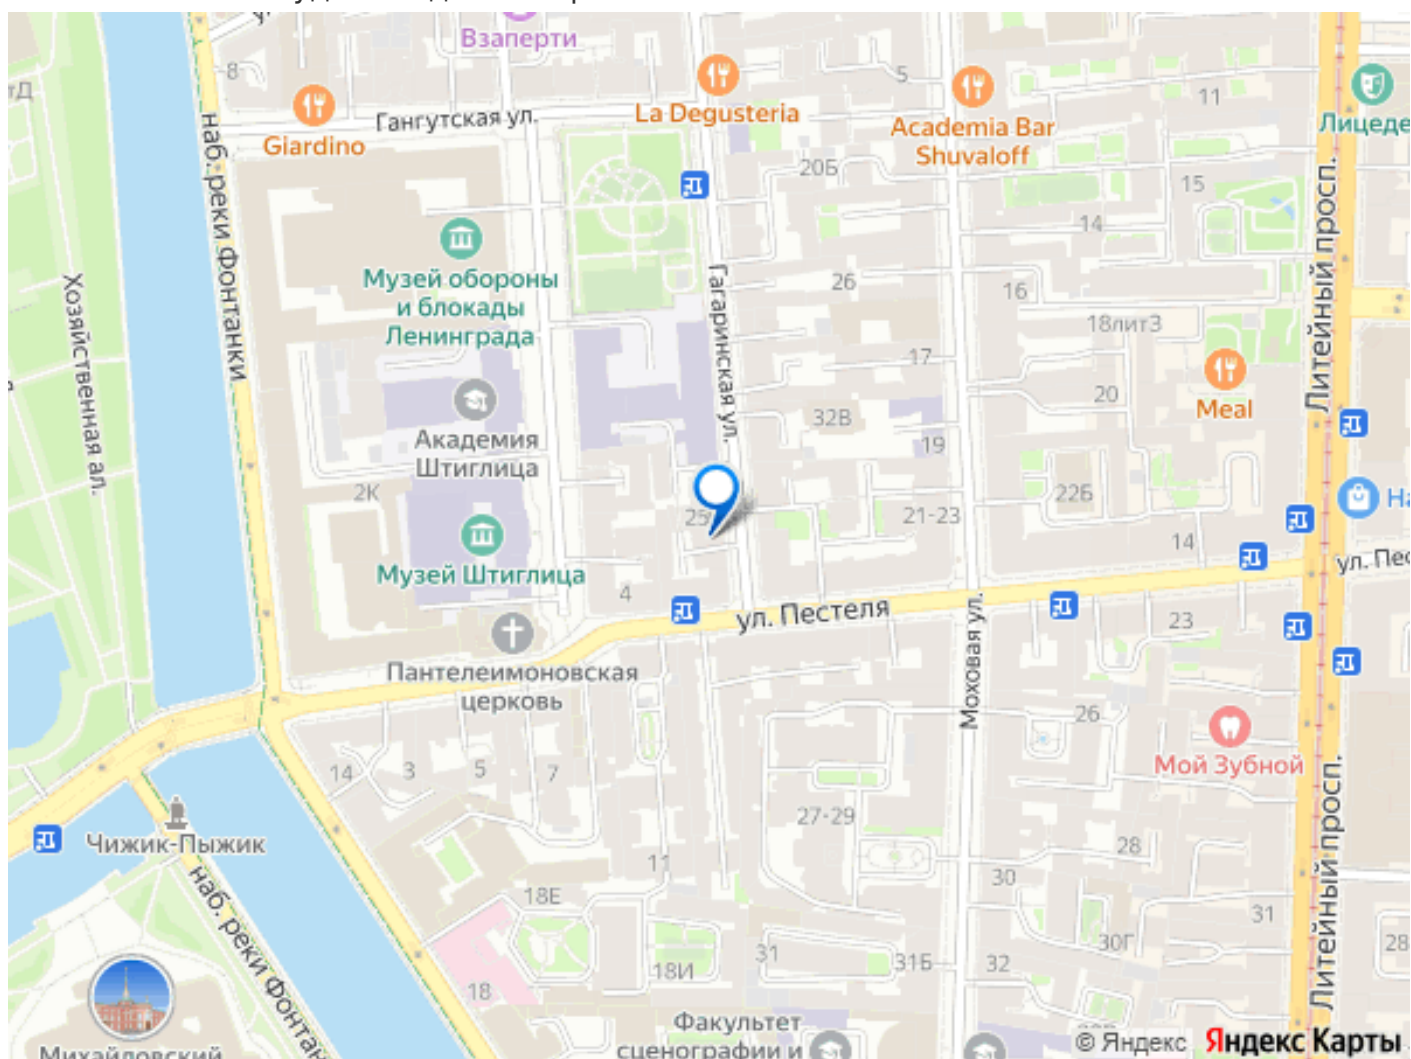 Взаперти
8
5
11
Giardino
Гангутская ул.
La Degusteria
Academia Bar
Shuvaloff
Лицеде
тД
наб. реки Фонтанки
20Б
15
14
Литейный просп.
Музей обороны
и блокады
Ленинграда
Хозяйственная ал.
Гагаринская ул.
26
16
18лит3
17
20
Meal
Академия
Штиглица
32В
19
2К
25
21-23
22Б
14
На
Музей Штиглица
ул. Пес
4
ул. Пестеля
23
Пантелеимоновская
церковь
Моховая ул.
26
Мой Зубной
14
3
5
7
27-29
Чижик-Пыжик
11
28
30
18Е
наб. реки Фонтан
31
Литейный просп.
30Г
28
31
31Б
32
18И
18
Факультет
сценографии и
Михайловский
© Яндекс Яндекс Карты